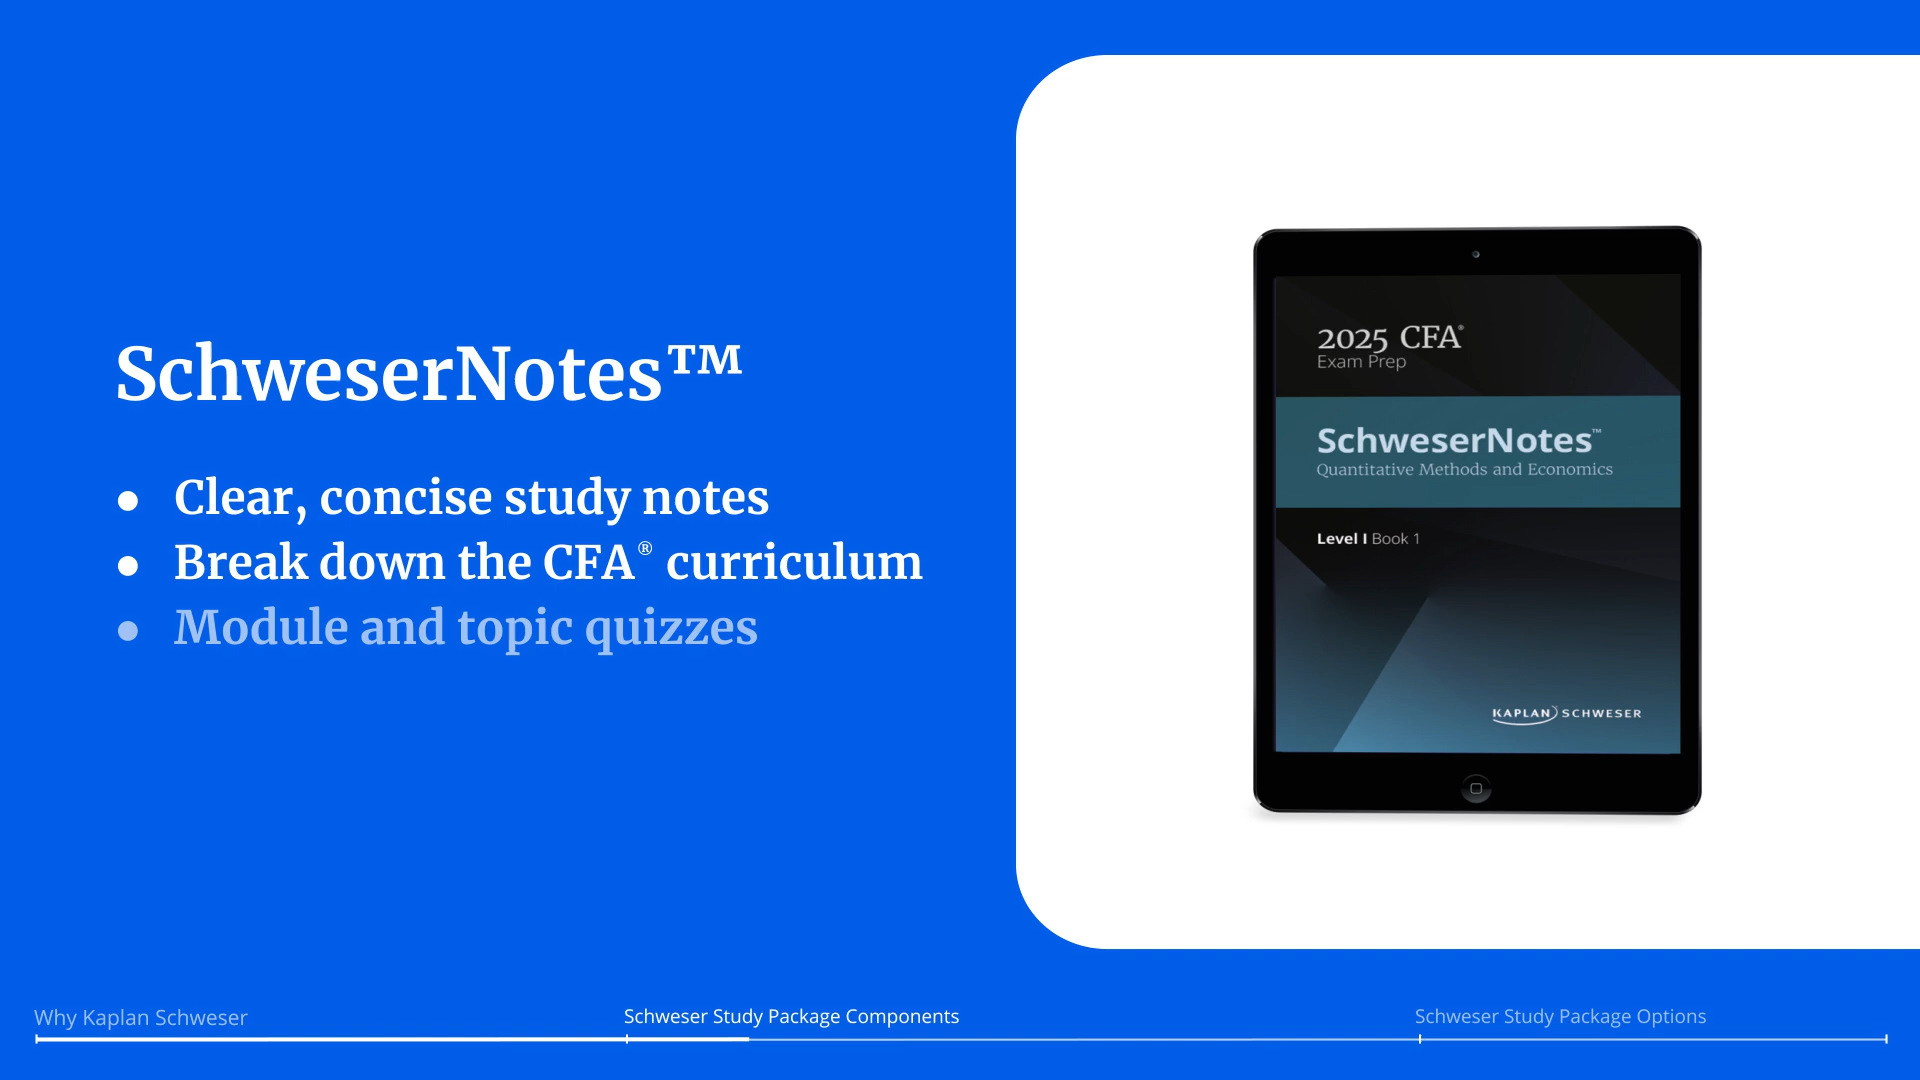 SchweserNotes™
● Clear, concise study notes
● Break down the CFA® curriculum
● Module and topic quizzes
2025 CFA®
Exam Prep
SchweserNotes™
Quantitative Methods and Economics
Level I Book 1
KAPLAN SCHWESER
Why Kaplan Schweser
Schweser Study Package Components
Schweser Study Package Options